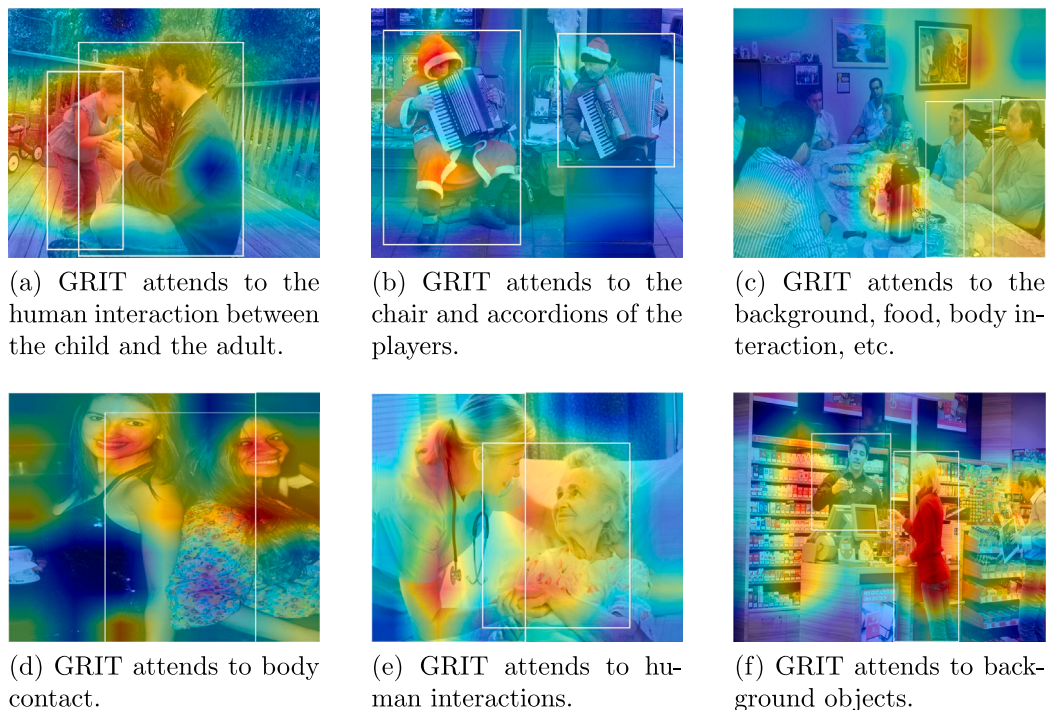 (a) GRIT attends to the
human interaction between
the child and the adult.
(b) GRIT attends to the
chair and accordions of the
players.
(c) GRIT attends to the
background, food, body in-
teraction, etc.
(d) GRIT attends to body
contact.
(e) GRIT attends to hu-
man interactions.
(f) GRIT attends to back-
ground objects.